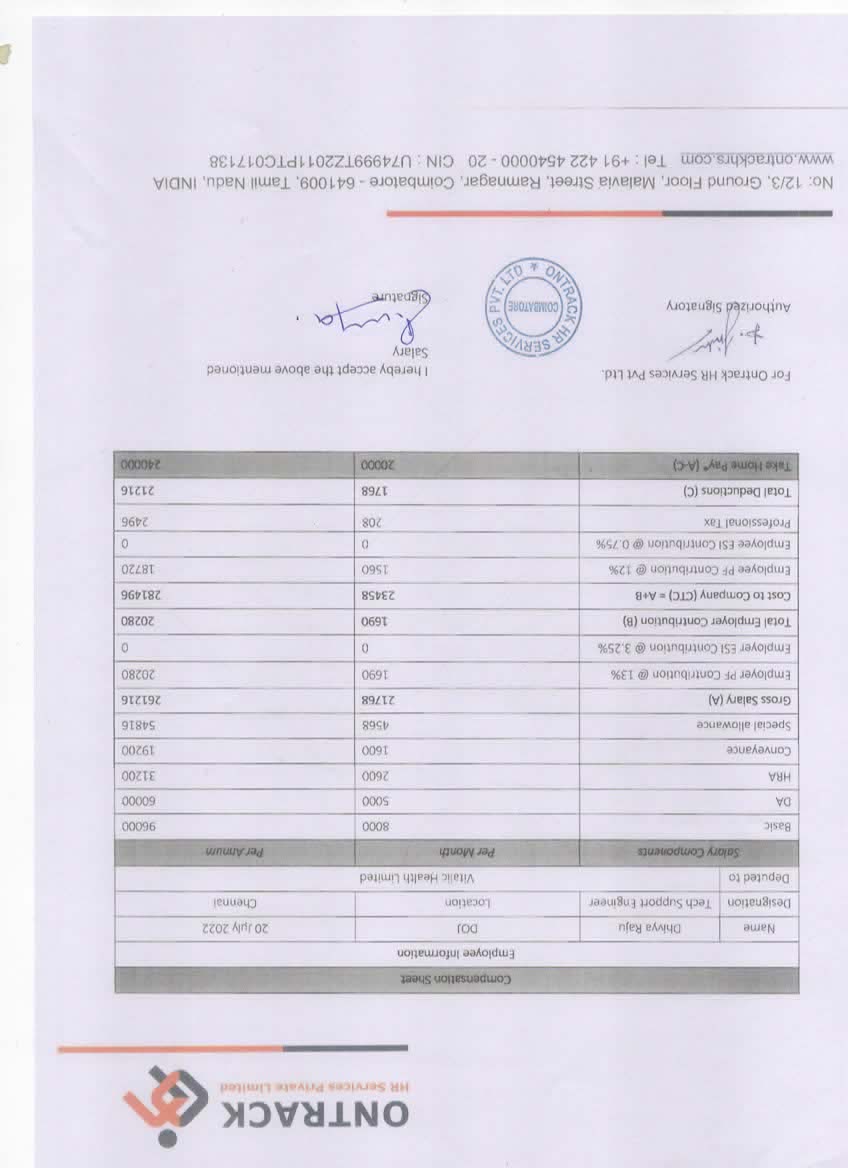 ONTRACK
HR Services Private Limited
Compensation Sheet
Employee Information
Name Dhivya Raju DOJ 20 July 2022
Designation Tech Support Engineer Location Chennai
Deputed to Vitalic Health Limited
Salary Components Per Month Per Annum
Basic 8000 96000
DA 5000 60000
HRA 2600 31200
Conveyance 1600 19200
Special allowance 4568 54816
Gross Salary (A) 21768 261216
Employer PF Contribution @ 13% 1690 20280
Employer ESI Contribution @ 3.25% 0 0
Total Employer Contribution (B) 1690 20280
Cost to Company (CTC) = A+B 23458 281496
Employee PF Contribution @ 12% 1560 18720
Employee ESI Contribution @ 0.75% 0 0
Professional Tax 208 2496
Total Deductions (C) 1768 21216
Take Home Pay* (A-C) 20000 240000
For Ontrack HR Services Pvt Ltd.
Authorized Signatory
ONTRACK HR SERVICES PVT. LTD
COIMBATORE
I hereby accept the above mentioned
Salary
Signature
No: 12/3, Ground Floor, Malavia Street, Ramnagar, Coimbatore - 641009, Tamil Nadu, INDIA
www.ontrackhrs.com Tel : +91 422 4540000 - 20 CIN : U74999TZ2011PTC017138